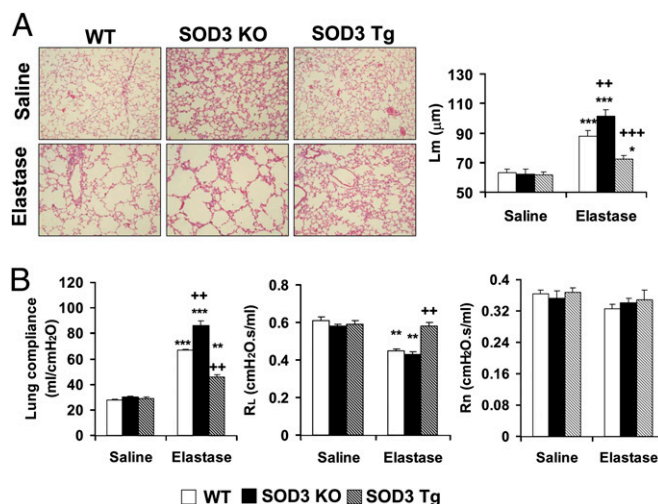 A
WT
SOD3 KO
SOD3 Tg
Saline
Elastase
Lm (μm)
130
110
90
70
50
***
++
***
+++
*
Saline
Elastase
B
Lung compliance
(ml/cmH2O)
100
80
60
40
20
0
***
++
***
**
++
Saline
Elastase
RL (cmH2O.s/ml)
0.8
0.6
0.4
0.2
0
**
**
++
Saline
Elastase
Rn (cmH2O.s/ml)
0.4
0.32
0.24
0.16
0.08
0
Saline
Elastase
WT
SOD3 KO
SOD3 Tg